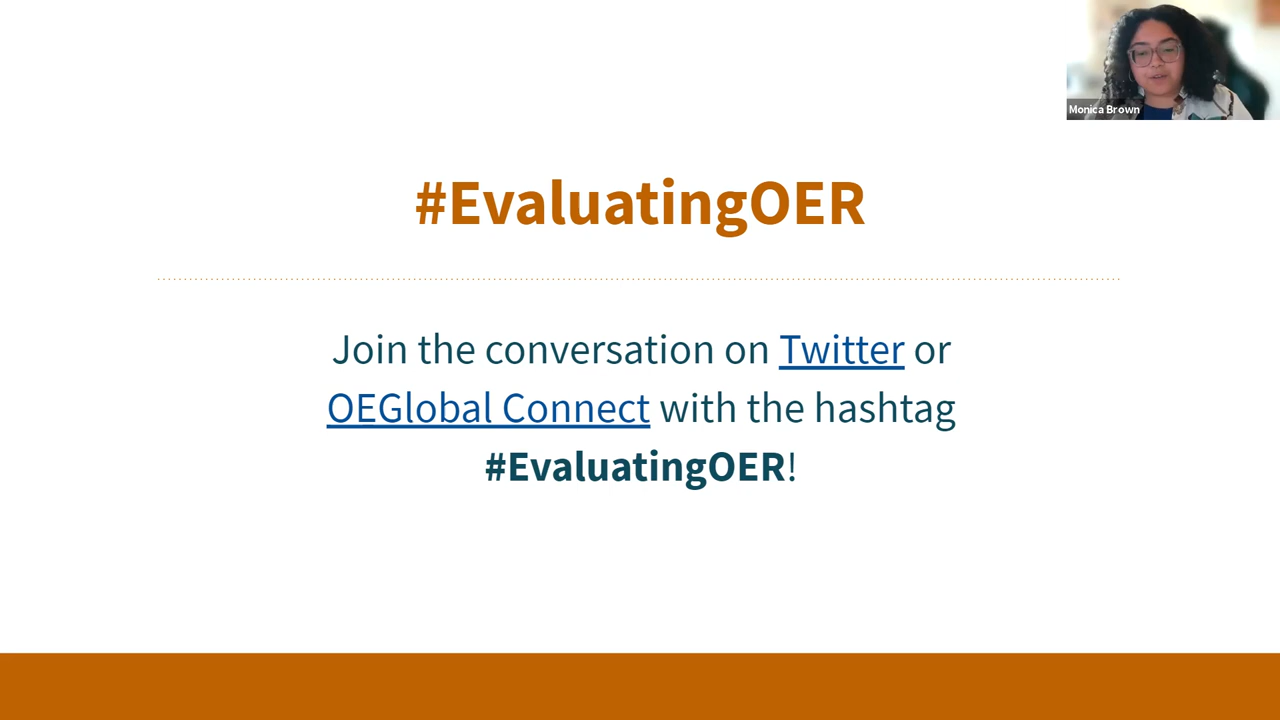 Monica Brown
#EvaluatingOER
Join the conversation on Twitter or
OEGlobal Connect with the hashtag
#EvaluatingOER!